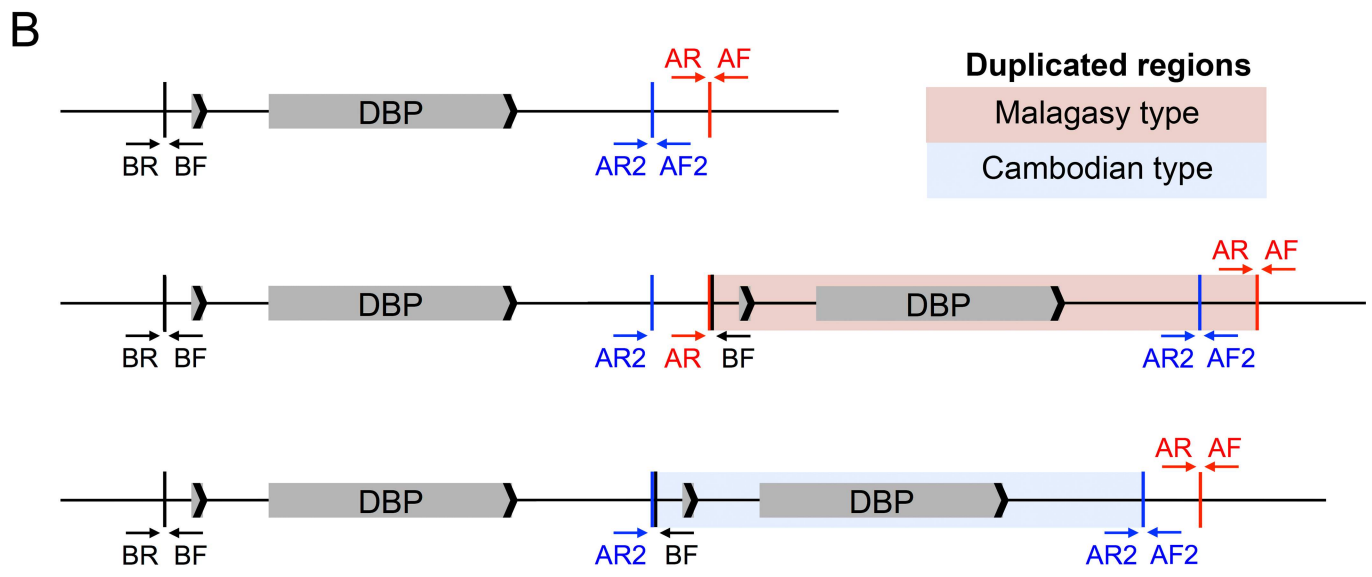 B
AR AF
DBP
BR BF
AR2 AF2
Duplicated regions
Malagasy type
Cambodian type
AR AF
DBP
DBP
BR BF
AR2 AR BF
AR2 AF2
AR AF
DBP
DBP
BR BF
AR2 BF
AR2 AF2